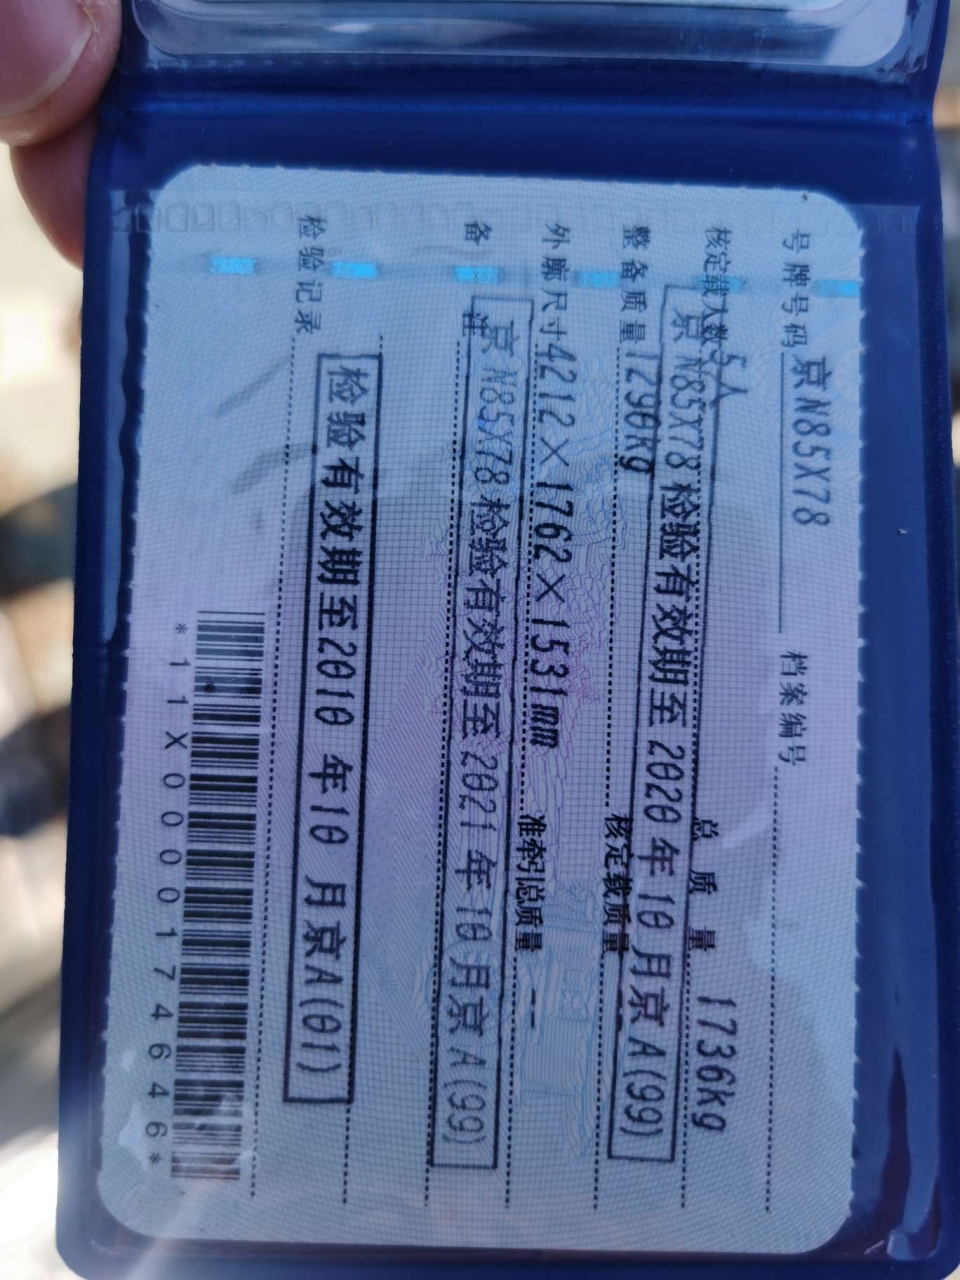 号牌号码 京N85X78 档案编号
核定载人数 5人 总质量 1736kg
京N85X78检验有效期至2020年10月京A(99)
整备质量 1290kg 核定载质量 --
外廓尺寸 4212×1762×1531mm 准牵引总质量 --
备注
京N85X78检验有效期至2021年10月京A(99)
检验有效期至2010年10月京A(01)
检验记录
*11X0000174646*